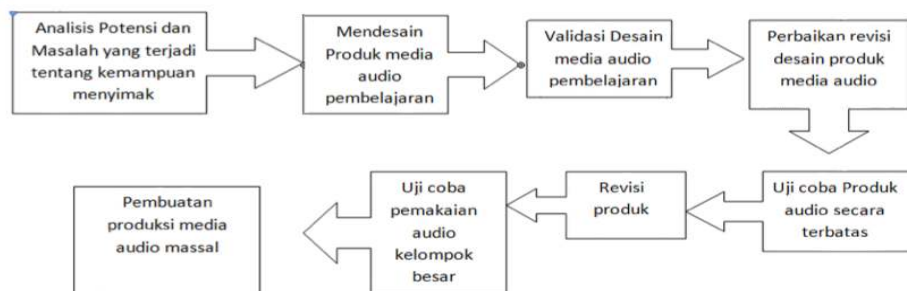 Analisis Potensi dan
Masalah yang terjadi
tentang kemampuan
menyimak
Mendesain
Produk media
audio
pembelajaran
Validasi Desain
media audio
pembelajaran
Perbaikan revisi
desain produk
media audio
Uji coba Produk
audio secara
terbatas
Revisi
produk
Uji coba
pemakaian
audio
kelompok
besar
Pembuatan
produksi media
audio massal